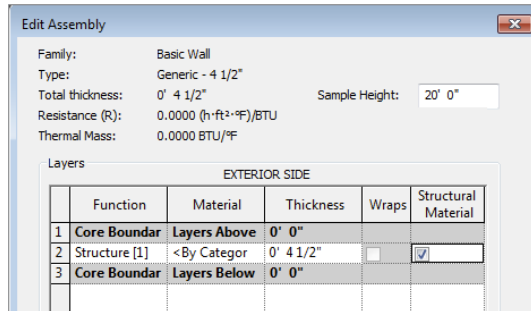 Edit Assembly
Family: Basic Wall
Type: Generic - 4 1/2"
Total thickness: 0' 4 1/2" Sample Height: 20' 0"
Resistance (R): 0.0000 (h·ft²·°F)/BTU
Thermal Mass: 0.0000 BTU/°F
Layers
EXTERIOR SIDE
Function Material Thickness Wraps Structural Material
1 Core Boundar Layers Above 0' 0"
2 Structure [1] <By Categor 0' 4 1/2"
3 Core Boundar Layers Below 0' 0"